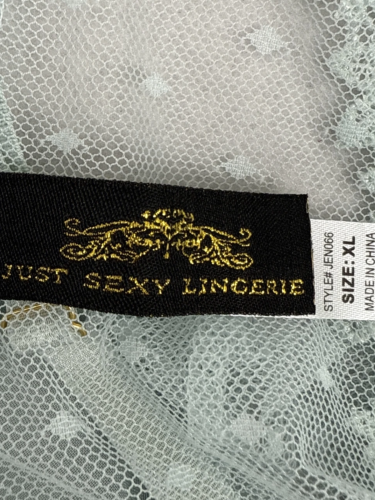 JUST SEXY LINGERIE
STYLE# JEN066
SIZE: XL
MADE IN CHINA